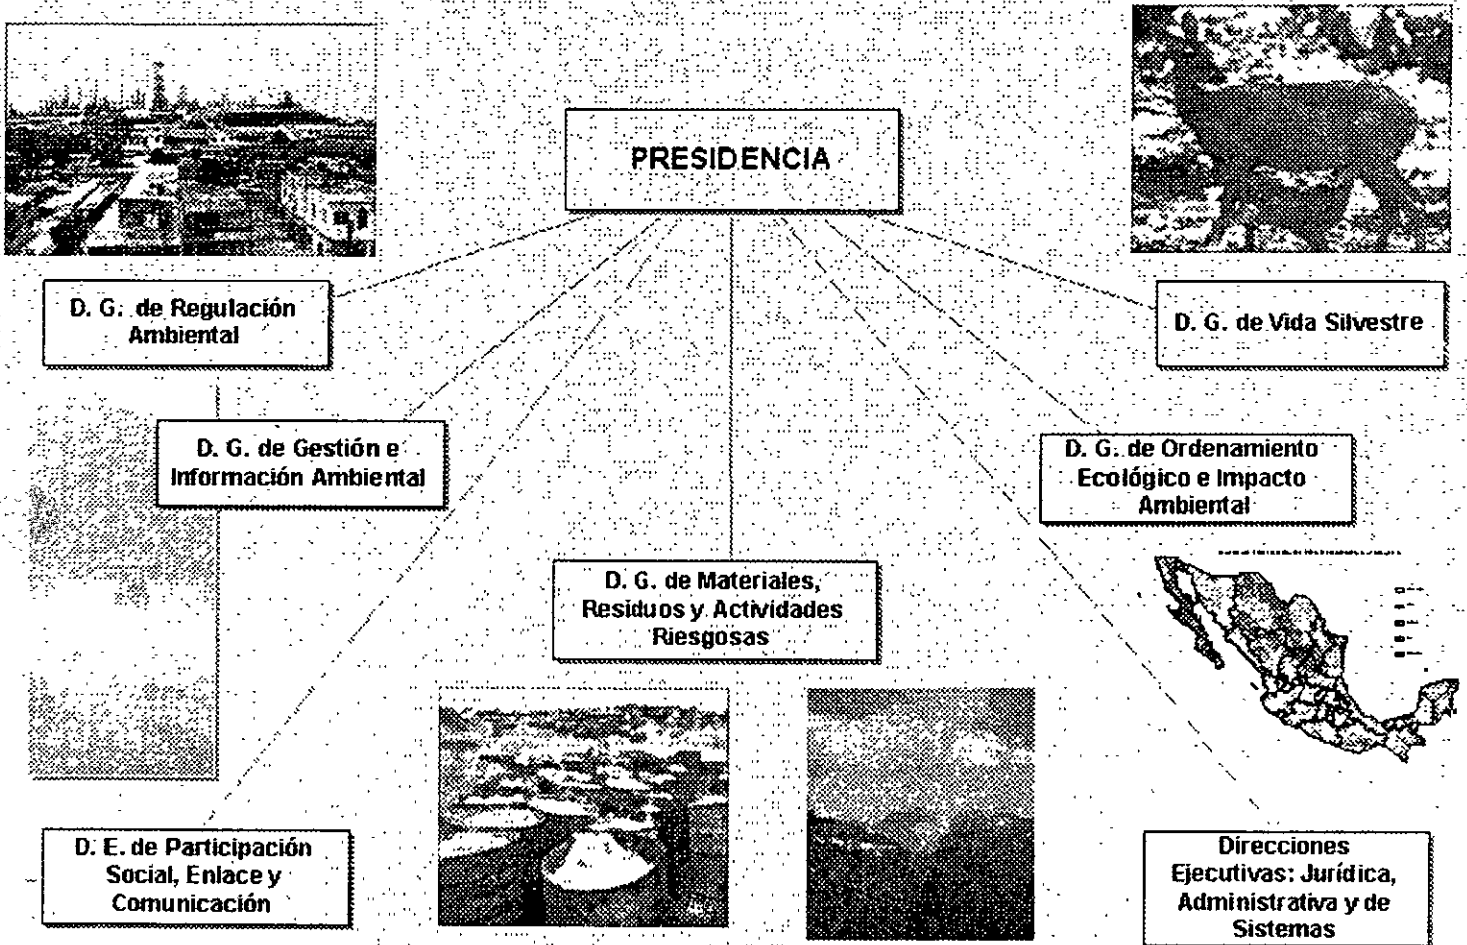 PRESIDENCIA
D. G. de Regulación
Ambiental
D. G. de Vida Silvestre
D. G. de Gestión e
Información Ambiental
D. G. de Ordenamiento
Ecológico e Impacto
Ambiental
D. G. de Materiales,
Residuos y Actividades
Riesgosas
D. E. de Participación
Social, Enlace y
Comunicación
Direcciones
Ejecutivas: Jurídica,
Administrativa y de
Sistemas